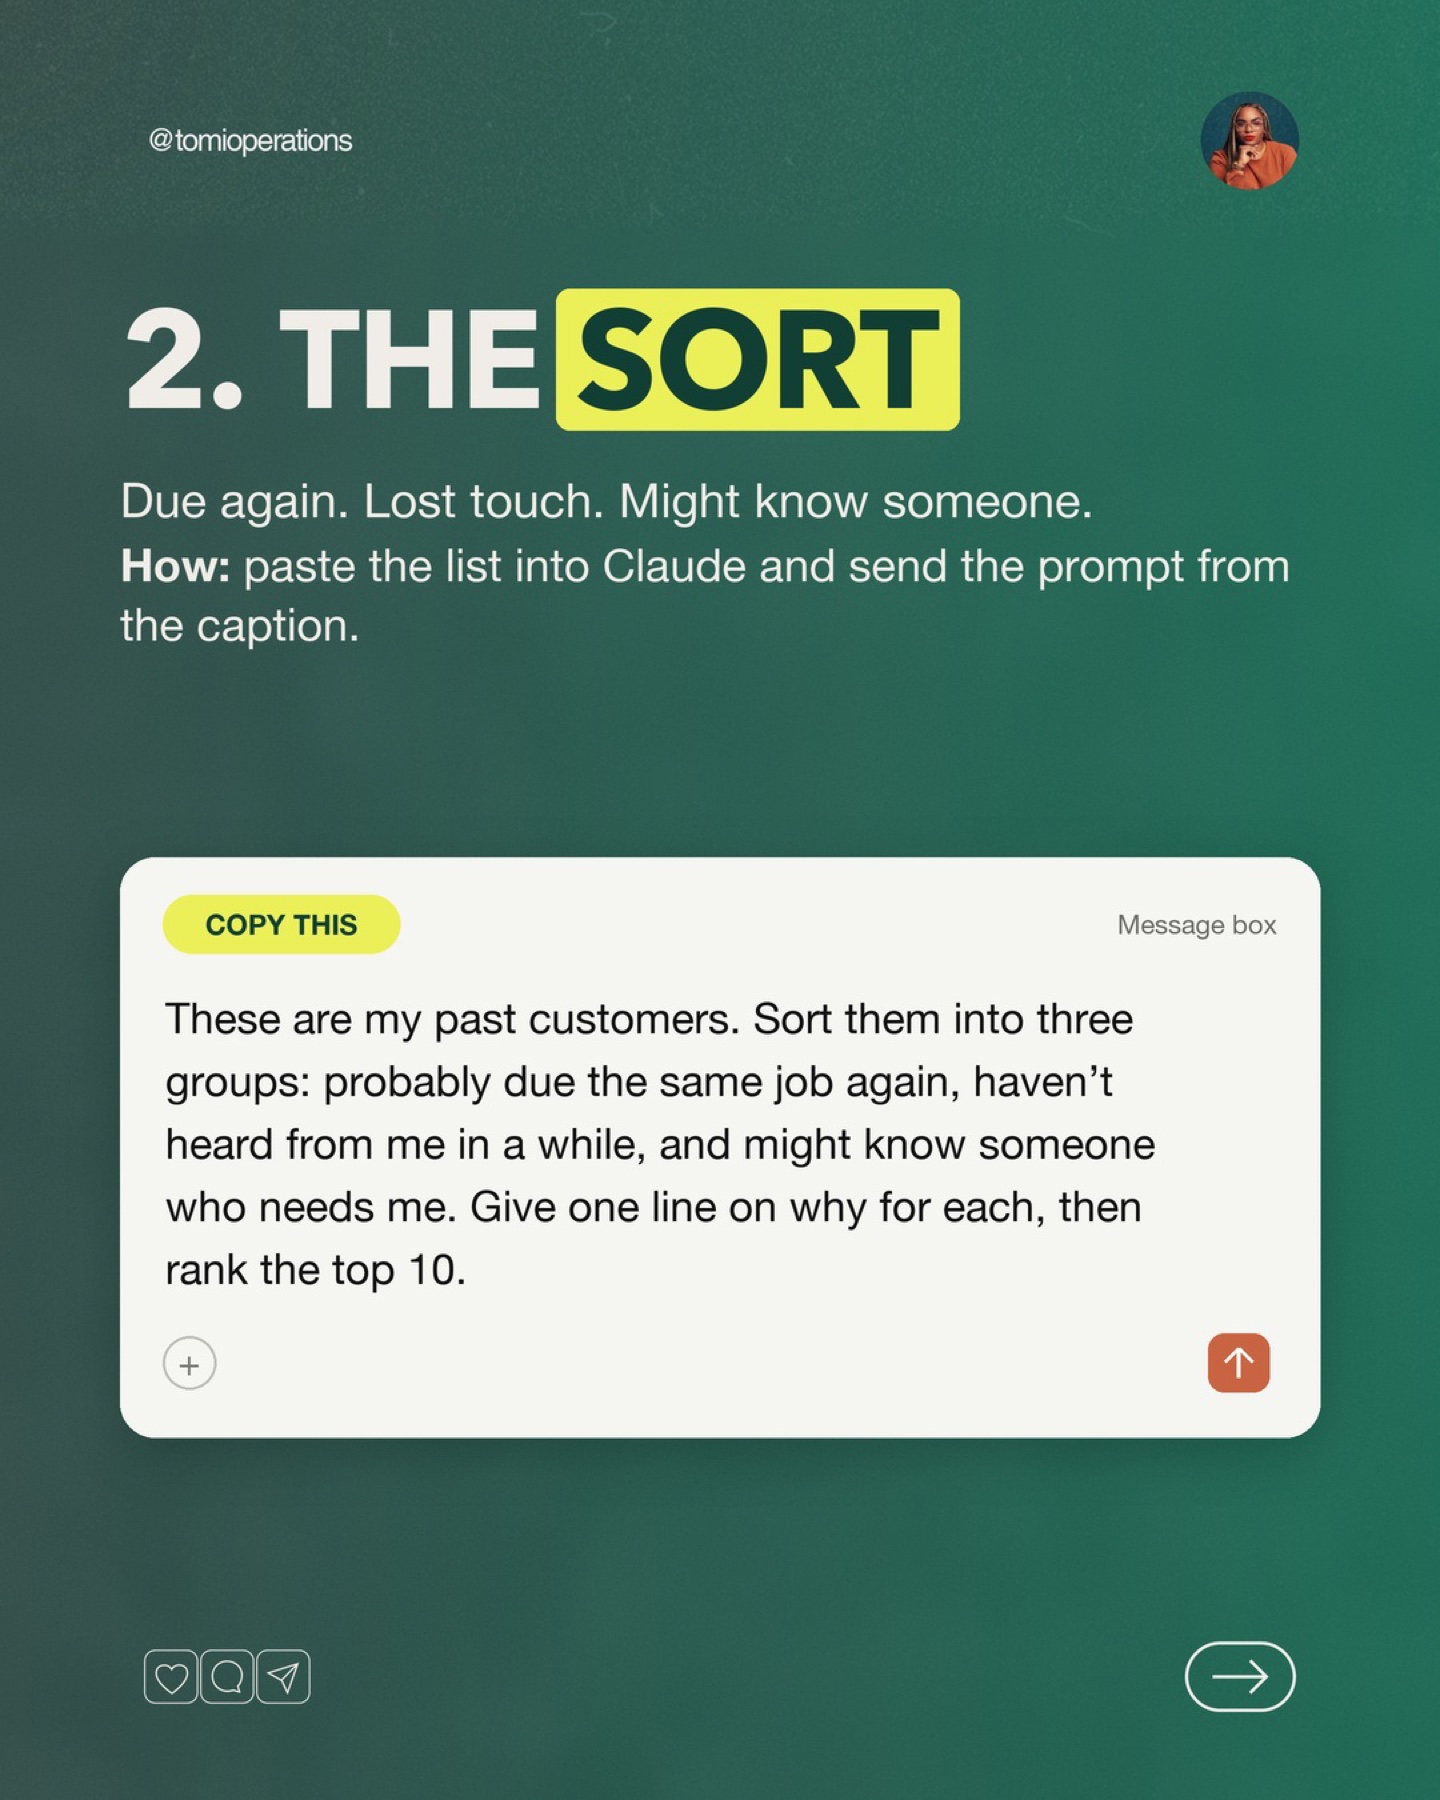 @tomioperations
2. THE SORT
Due again. Lost touch. Might know someone.
How: paste the list into Claude and send the prompt from
the caption.
COPY THIS
Message box
These are my past customers. Sort them into three
groups: probably due the same job again, haven’t
heard from me in a while, and might know someone
who needs me. Give one line on why for each, then
rank the top 10.